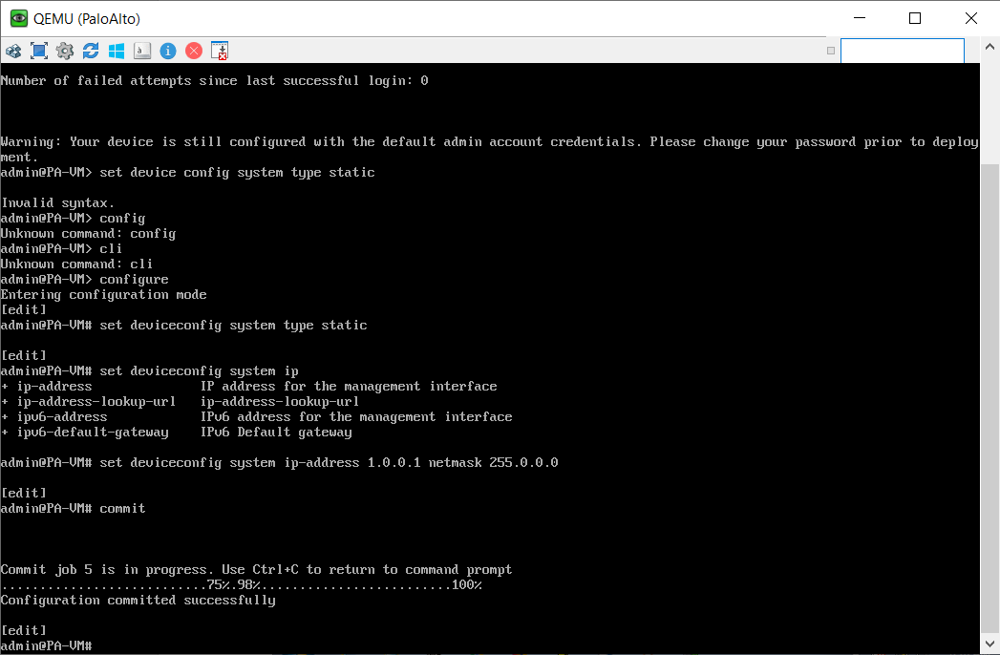 QEMU (PaloAlto)
Number of failed attempts since last successful login: 0
Warning: Your device is still configured with the default admin account credentials. Please change your password prior to deploy
ment.
admin@PA-VM> set device config system type static
Invalid syntax.
admin@PA-VM> config
Unknown command: config
admin@PA-VM> cli
Unknown command: cli
admin@PA-VM> configure
Entering configuration mode
[edit]
admin@PA-VM# set deviceconfig system type static
[edit]
admin@PA-VM# set deviceconfig system ip
+ ip-address              IP address for the management interface
+ ip-address-lookup-url   ip-address-lookup-url
+ ipv6-address            IPv6 address for the management interface
+ ipv6-default-gateway    IPv6 Default gateway
admin@PA-VM# set deviceconfig system ip-address 1.0.0.1 netmask 255.0.0.0
[edit]
admin@PA-VM# commit
Commit job 5 is in progress. Use Ctrl+C to return to command prompt
...........................75%.98%.........................100%
Configuration committed successfully
[edit]
admin@PA-VM#